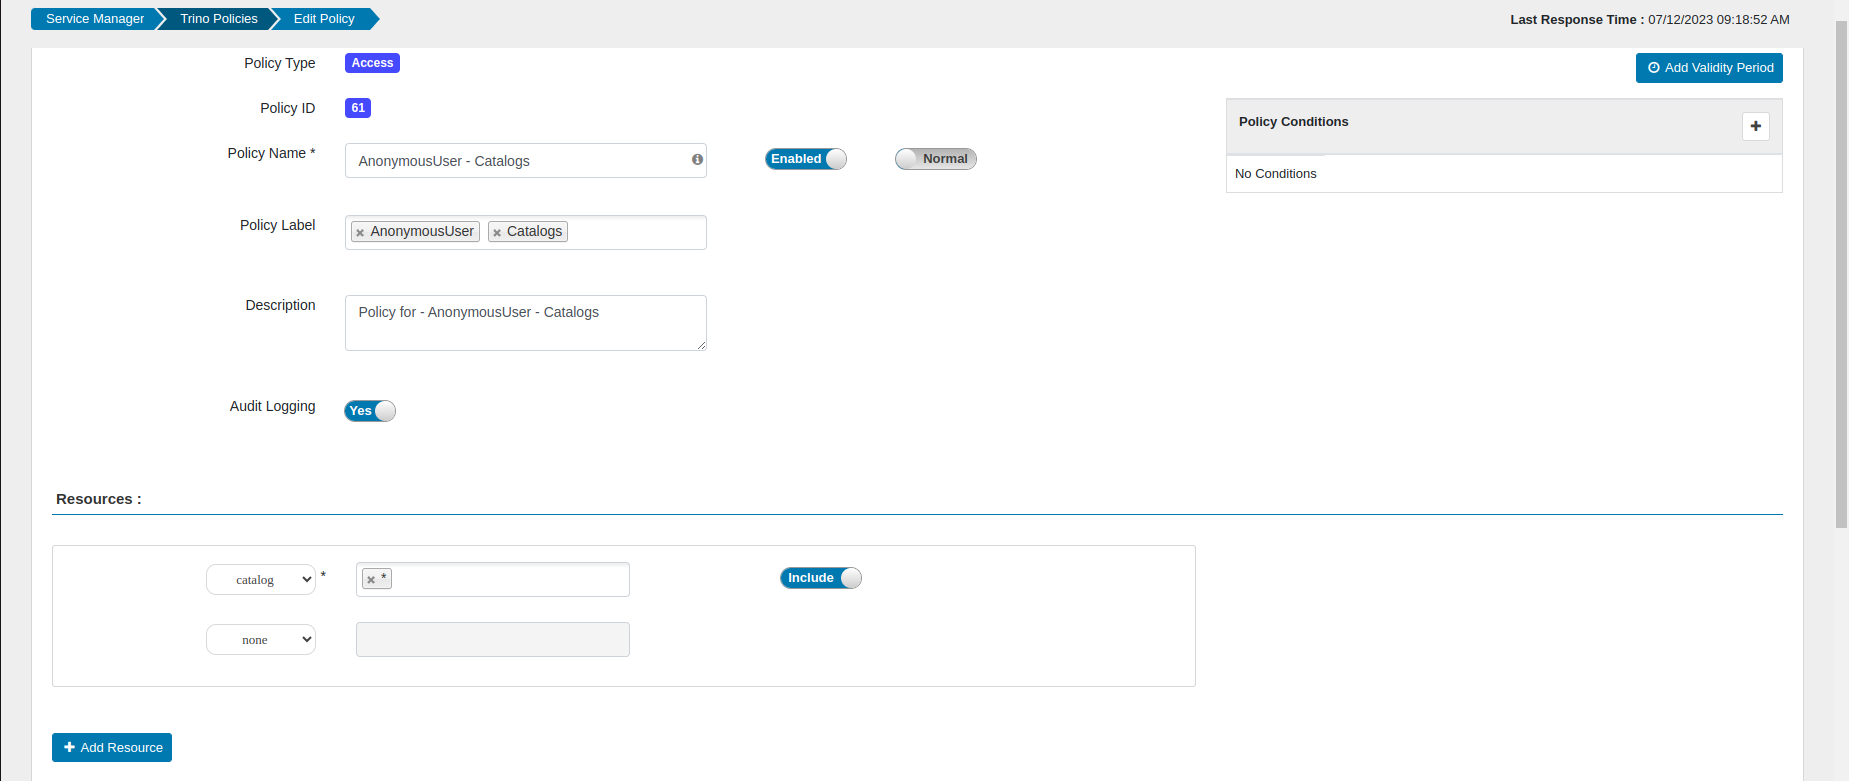 Service Manager Trino Policies Edit Policy
Last Response Time : 07/12/2023 09:18:52 AM
Policy Type Access
Add Validity Period
Policy ID 61
Policy Conditions
Policy Name * AnonymousUser - Catalogs Enabled Normal
No Conditions
Policy Label × AnonymousUser × Catalogs
Description Policy for - AnonymousUser - Catalogs
Audit Logging Yes
Resources :
catalog * × * Include
none
Add Resource